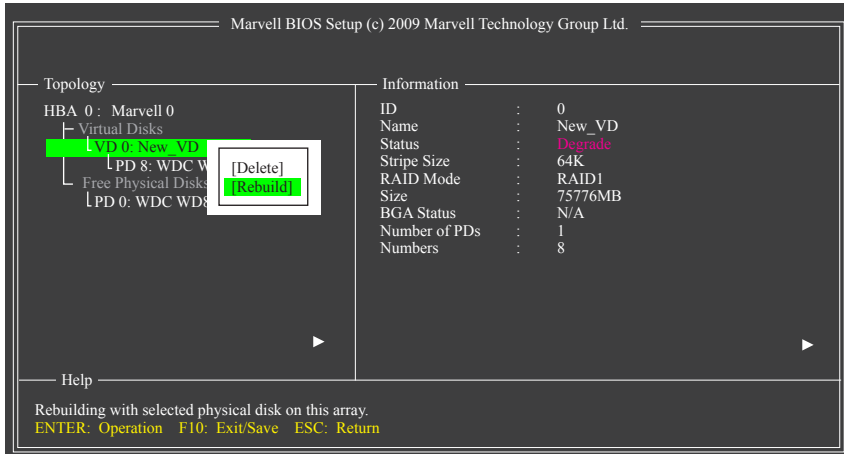 Marvell BIOS Setup (c) 2009 Marvell Technology Group Ltd.
Topology
HBA 0 : Marvell 0
Virtual Disks
VD 0: New_VD
PD 8: WDC
Free Physical Disks
PD 0: WDC
[Delete]
[Rebuild]
Information
ID : 0
Name : New_VD
Status : Degrade
Stripe Size : 64K
RAID Mode : RAID1
Size : 75776MB
BGA Status : N/A
Number of PDs : 1
Numbers : 8
Help
Rebuilding with selected physical disk on this array.
ENTER: Operation F10: Exit/Save ESC: Return